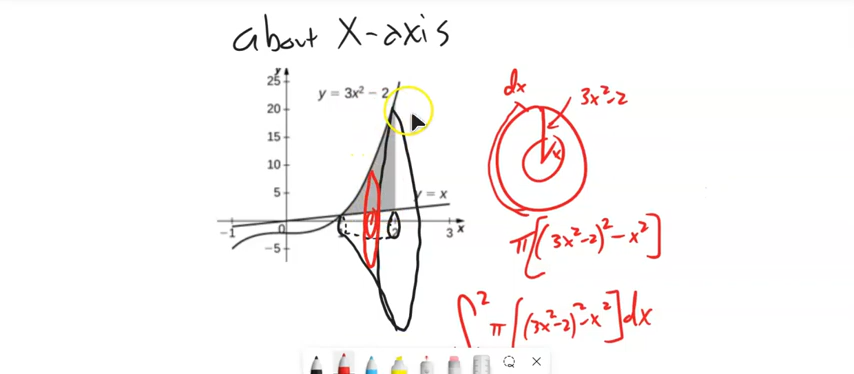 about X-axis
y
25
y = 3x² − 2
20
15
10
5
y = x
−1
0
2
3
x
−5
dx
3x²-2
x
π[(3x²-2)²-x²]
∫² π[(3x²-2)²-x²]dx